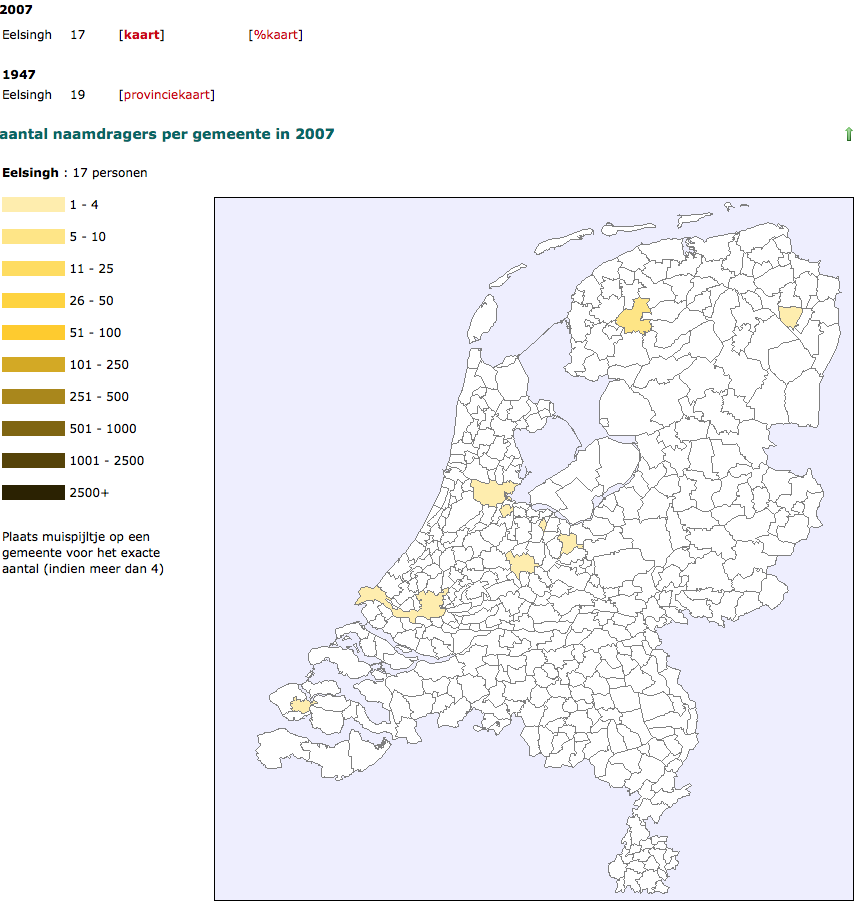 2007
Eelsingh 17 [kaart] [%kaart]
1947
Eelsingh 19 [provinciekaart]
aantal naamdragers per gemeente in 2007
Eelsingh : 17 personen
1 - 4
5 - 10
11 - 25
26 - 50
51 - 100
101 - 250
251 - 500
501 - 1000
1001 - 2500
2500+
Plaats muispijltje op een
gemeente voor het exacte
aantal (indien meer dan 4)